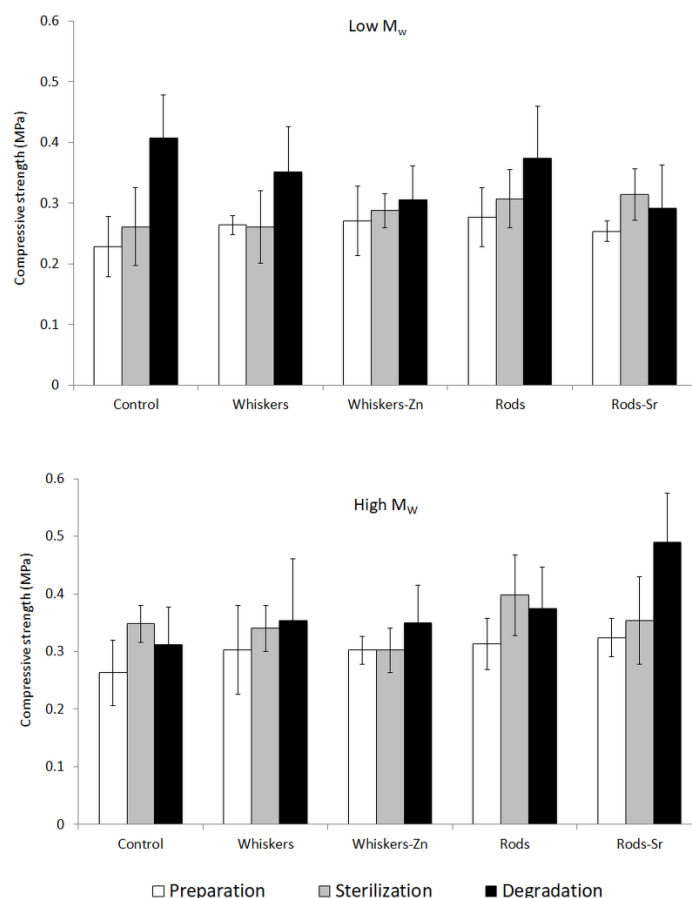 Low Mw
Compressive strength (MPa)
0.6
0.5
0.4
0.3
0.2
0.1
0
Control Whiskers Whiskers-Zn Rods Rods-Sr
High MW
Compressive strength (MPa)
0.6
0.5
0.4
0.3
0.2
0.1
0
Control Whiskers Whiskers-Zn Rods Rods-Sr
Preparation Sterilization Degradation